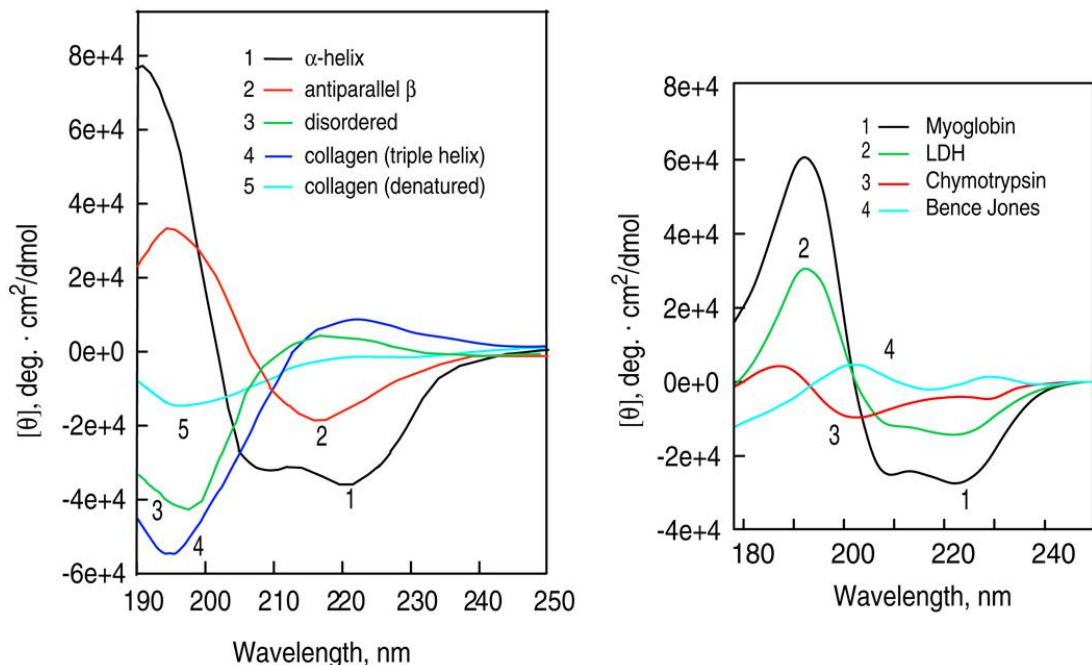 8e+4
6e+4
4e+4
2e+4
0e+0
-2e+4
-4e+4
-6e+4
[θ], deg. · cm²/dmol
1 α-helix
2 antiparallel β
3 disordered
4 collagen (triple helix)
5 collagen (denatured)
5
2
1
3
4
190 200 210 220 230 240 250
Wavelength, nm
8e+4
6e+4
4e+4
2e+4
0e+0
-2e+4
-4e+4
[θ], deg. · cm²/dmol
1 Myoglobin
2 LDH
3 Chymotrypsin
4 Bence Jones
1
2
4
3
1
180 200 220 240
Wavelength, nm